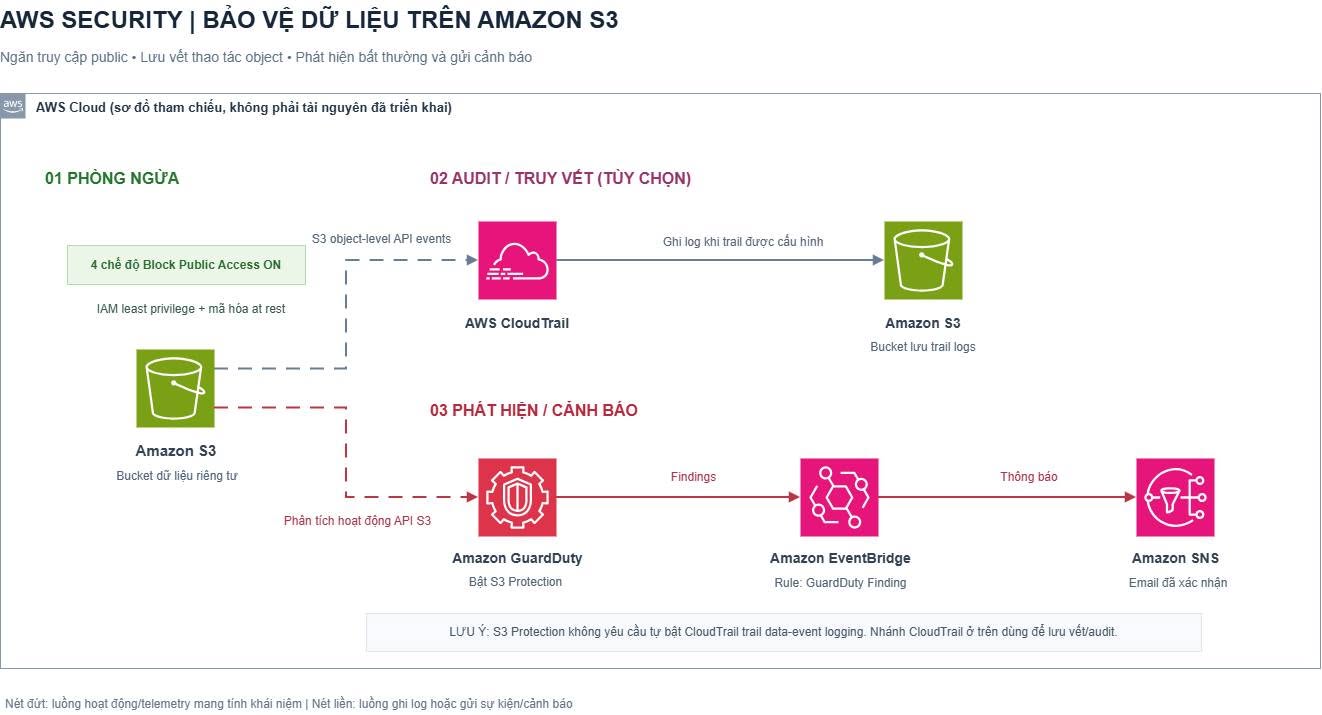 AWS SECURITY | BẢO VỆ DỮ LIỆU TRÊN AMAZON S3
Ngăn truy cập public • Lưu vết thao tác object • Phát hiện bất thường và gửi cảnh báo
aws
AWS Cloud (sơ đồ tham chiếu, không phải tài nguyên đã triển khai)
01 PHÒNG NGỪA
4 chế độ Block Public Access ON
IAM least privilege + mã hóa at rest
Amazon S3
Bucket dữ liệu riêng tư
02 AUDIT / TRUY VẾT (TÙY CHỌN)
S3 object-level API events
AWS CloudTrail
Ghi log khi trail được cấu hình
Amazon S3
Bucket lưu trail logs
03 PHÁT HIỆN / CẢNH BÁO
Phân tích hoạt động API S3
Amazon GuardDuty
Bật S3 Protection
Findings
Amazon EventBridge
Rule: GuardDuty Finding
Thông báo
Amazon SNS
Email đã xác nhận
LƯU Ý: S3 Protection không yêu cầu tự bật CloudTrail trail data-event logging. Nhánh CloudTrail ở trên dùng để lưu vết/audit.
Nét đứt: luồng hoạt động/telemetry mang tính khái niệm | Nét liền: luồng ghi log hoặc gửi sự kiện/cảnh báo